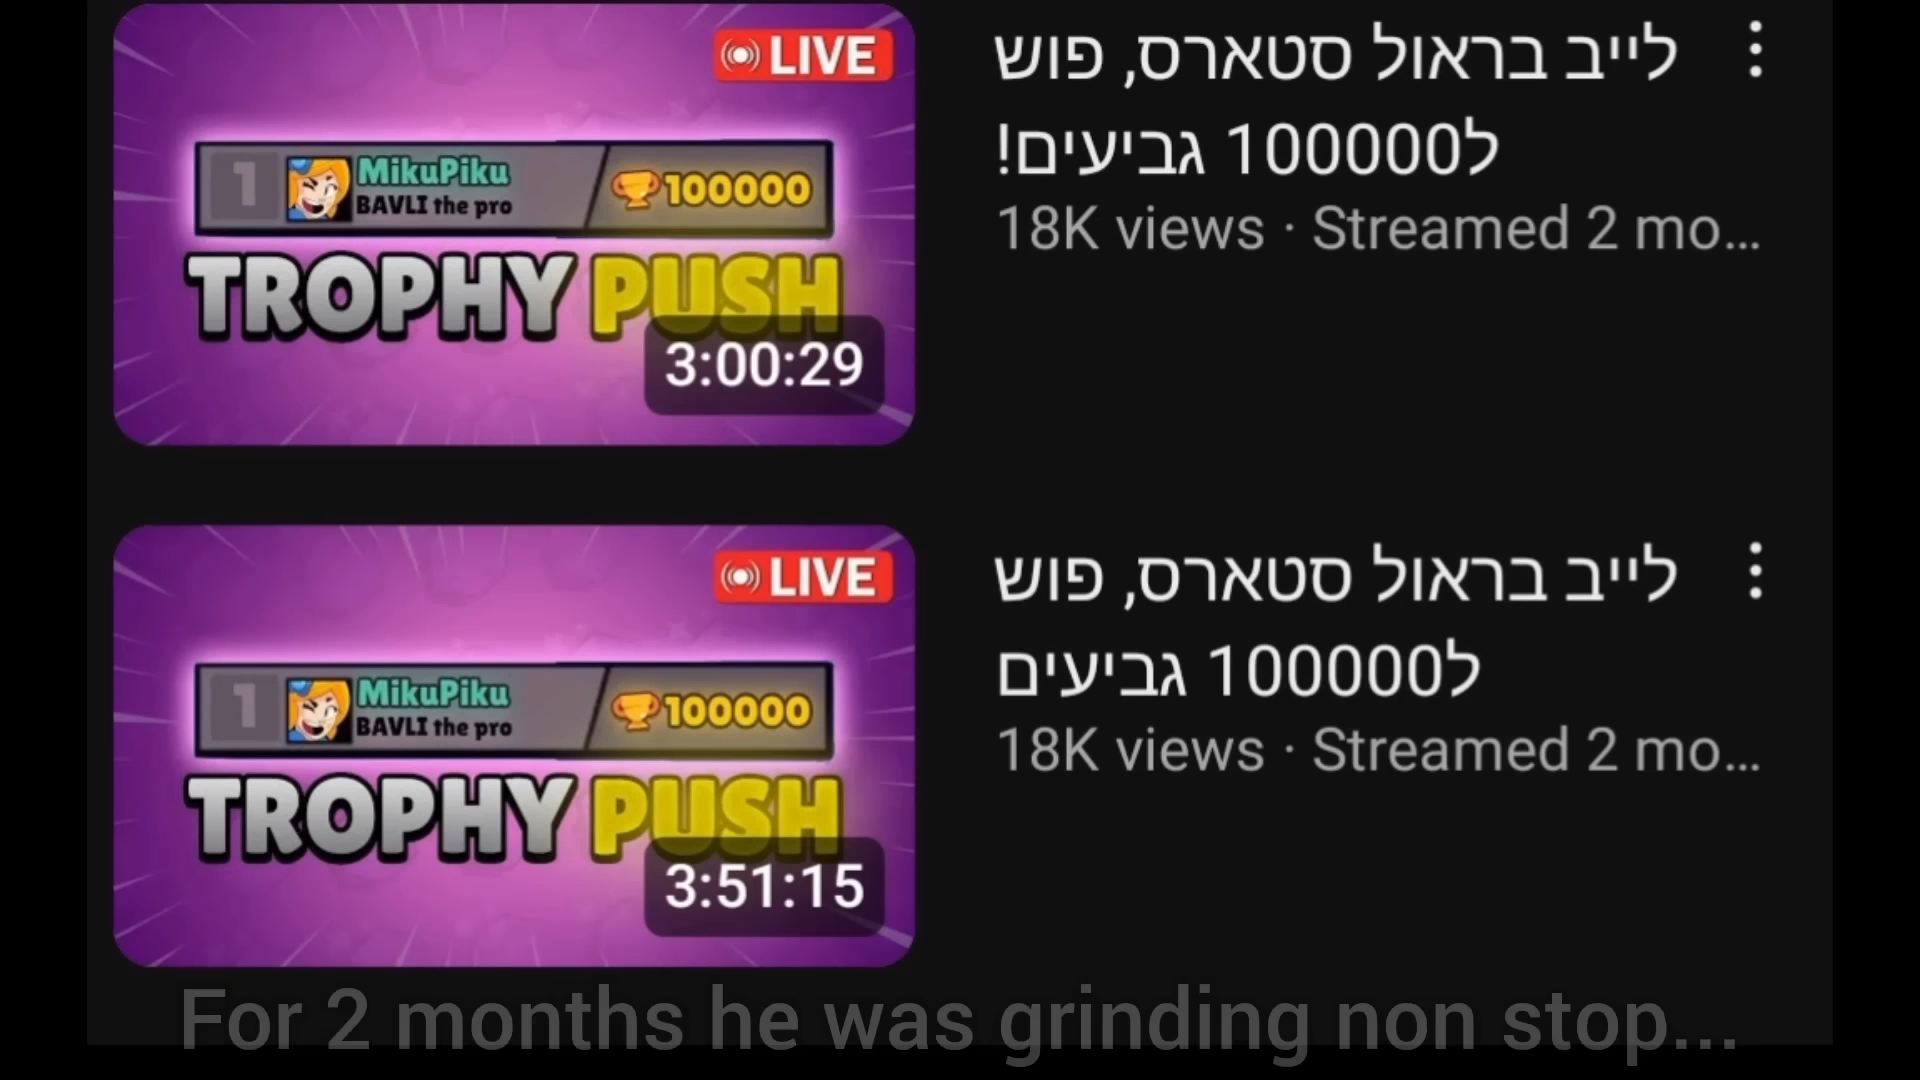 LIVE
1
MikuPiku
BAVLI the pro
100000
TROPHY PUSH
3:00:29
לייב בראול סטארס, פוש
ל100000 גביעים!
18K views · Streamed 2 mo...
LIVE
1
MikuPiku
BAVLI the pro
100000
TROPHY PUSH
3:51:15
לייב בראול סטארס, פוש
ל100000 גביעים
18K views · Streamed 2 mo...
For 2 months he was grinding non stop...